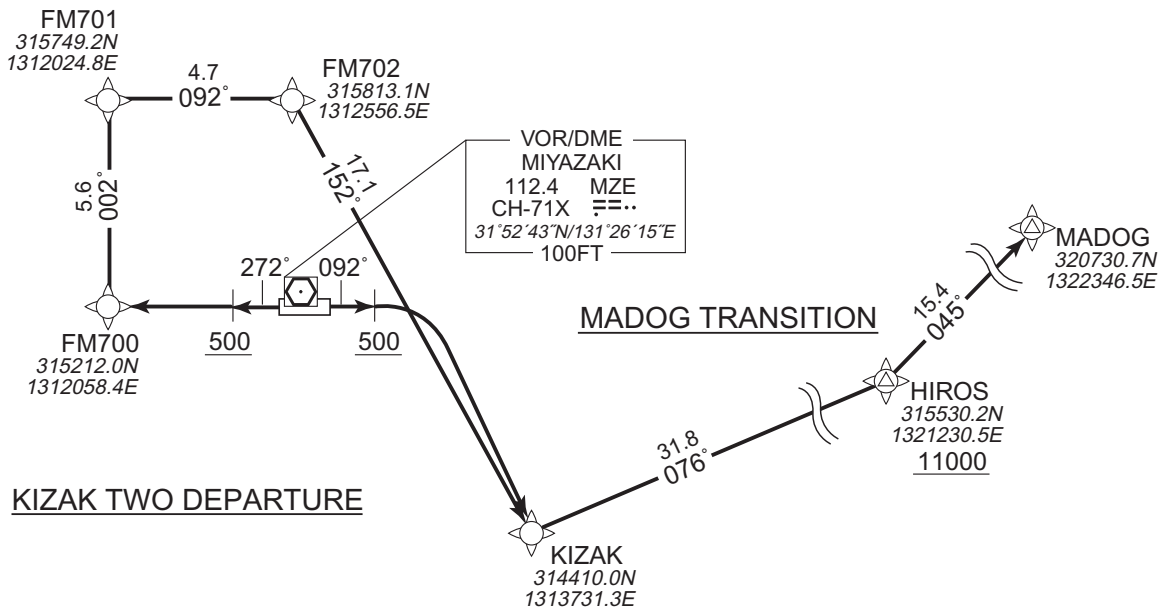 FM701
315749.2N
1312024.8E
4.7
092°
FM702
315813.1N
1312556.5E
VOR/DME
MIYAZAKI
112.4 MZE
CH-71X
31°52´43˝N/131°26´15˝E
100FT
17.1
152°
5.6
002°
272°
092°
500
500
FM700
315212.0N
1312058.4E
MADOG TRANSITION
MADOG
320730.7N
1322346.5E
15.4
045°
HIROS
315530.2N
1321230.5E
11000
31.8
076°
KIZAK TWO DEPARTURE
KIZAK
314410.0N
1313731.3E